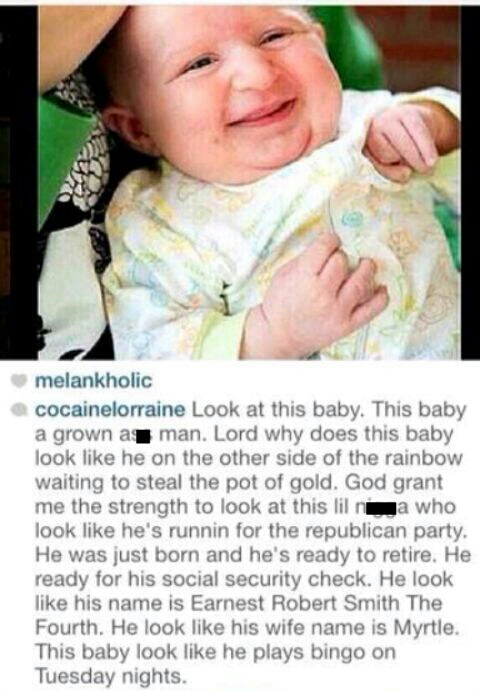 melankholic
cocainelorraine Look at this baby. This baby
a grown as man. Lord why does this baby
look like he on the other side of the rainbow
waiting to steal the pot of gold. God grant
me the strength to look at this lil n a who
look like he's runnin for the republican party.
He was just born and he's ready to retire. He
ready for his social security check. He look
like his name is Earnest Robert Smith The
Fourth. He look like his wife name is Myrtle.
This baby look like he plays bingo on
Tuesday nights.